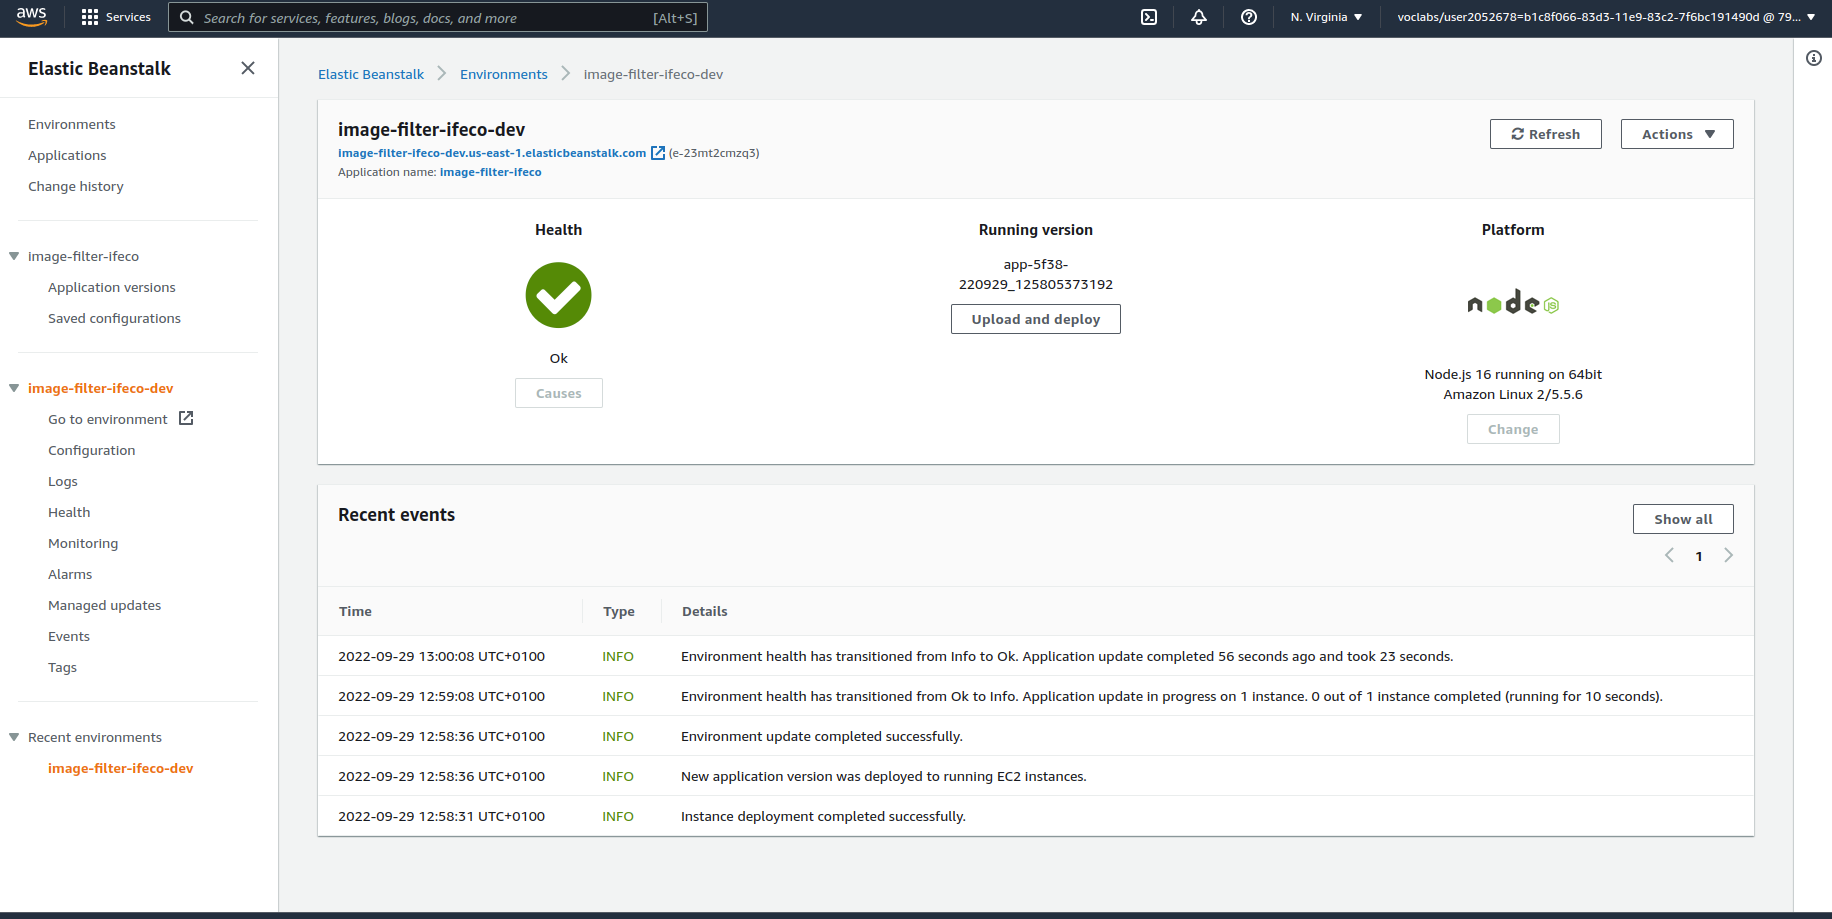 aws
Services
Search for services, features, blogs, docs, and more
[Alt+S]
N. Virginia
voclabs/user2052678=b1c8f066-83d3-11e9-83c2-7f6bc191490d @ 79...
Elastic Beanstalk
Environments
Applications
Change history
image-filter-ifeco
Application versions
Saved configurations
image-filter-ifeco-dev
Go to environment
Configuration
Logs
Health
Monitoring
Alarms
Managed updates
Events
Tags
Recent environments
image-filter-ifeco-dev
Elastic Beanstalk
Environments
image-filter-ifeco-dev
image-filter-ifeco-dev
image-filter-ifeco-dev.us-east-1.elasticbeanstalk.com (e-23mt2cmzq3)
Application name: image-filter-ifeco
Refresh
Actions
Health
Ok
Causes
Running version
app-5f38-
220929_125805373192
Upload and deploy
Platform
node JS
Node.js 16 running on 64bit
Amazon Linux 2/5.5.6
Change
Recent events
Show all
1
Time Type Details
2022-09-29 13:00:08 UTC+0100 INFO Environment health has transitioned from Info to Ok. Application update completed 56 seconds ago and took 23 seconds.
2022-09-29 12:59:08 UTC+0100 INFO Environment health has transitioned from Ok to Info. Application update in progress on 1 instance. 0 out of 1 instance completed (running for 10 seconds).
2022-09-29 12:58:36 UTC+0100 INFO Environment update completed successfully.
2022-09-29 12:58:36 UTC+0100 INFO New application version was deployed to running EC2 instances.
2022-09-29 12:58:31 UTC+0100 INFO Instance deployment completed successfully.